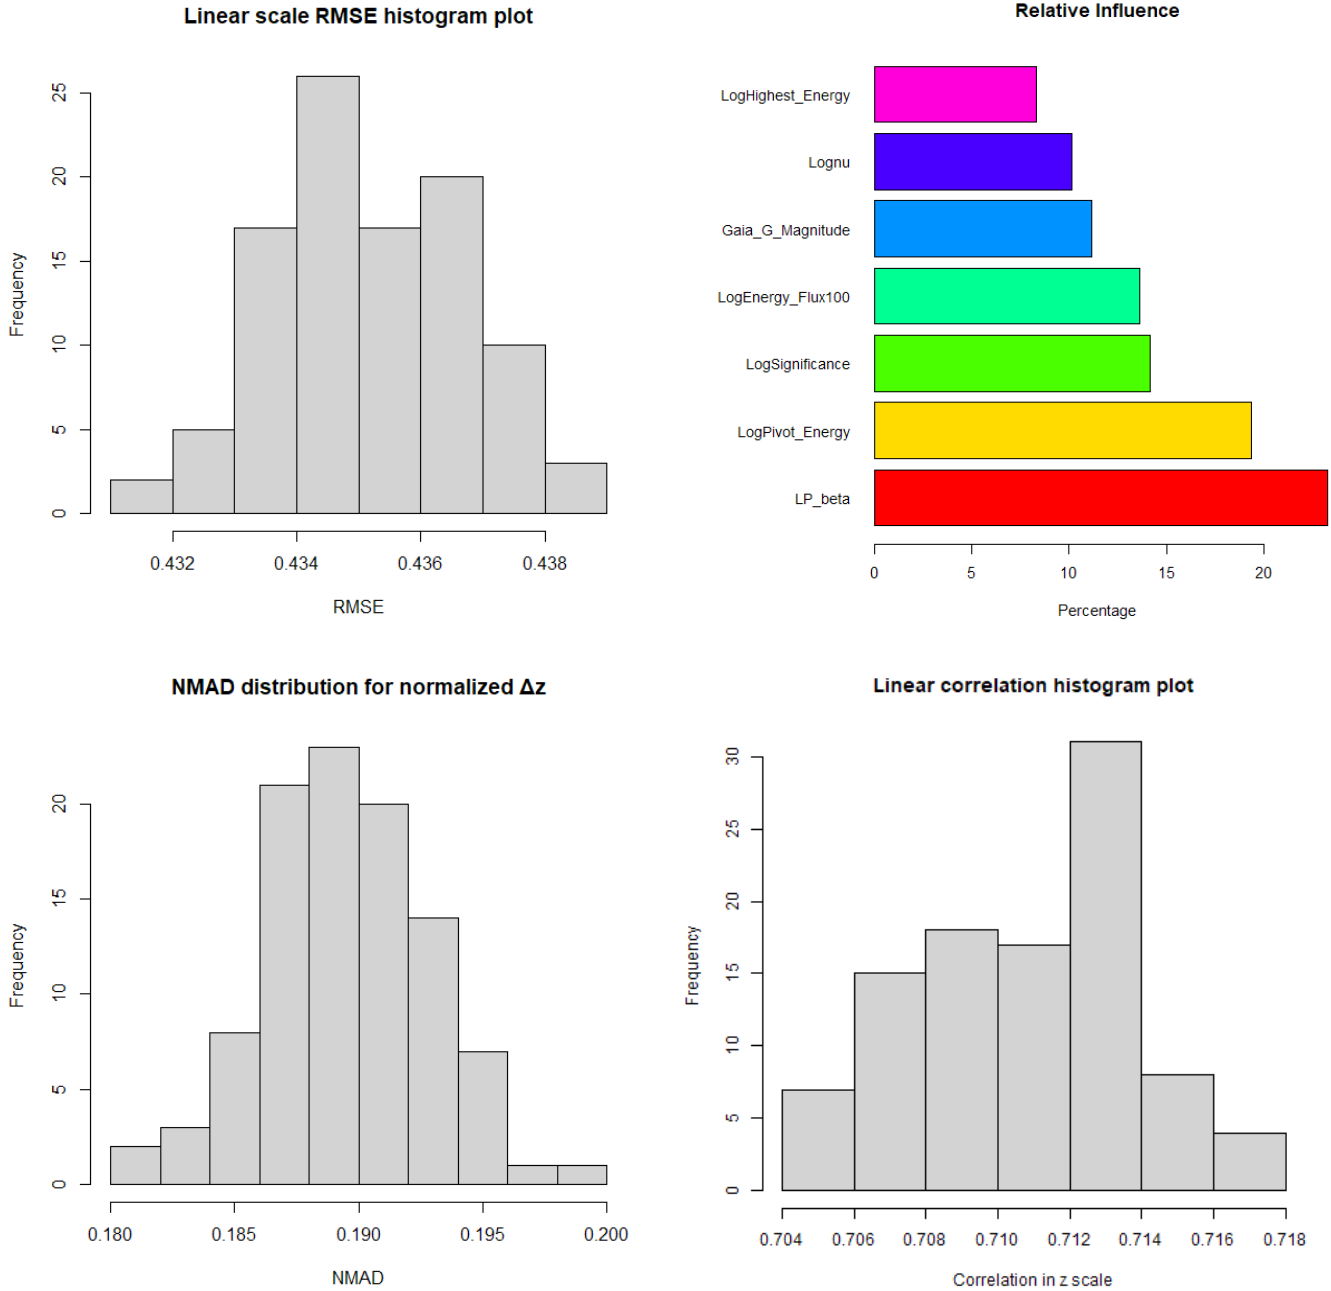 Linear scale RMSE histogram plot
Frequency
25
20
15
10
5
0
0.432 0.434 0.436 0.438
RMSE
Relative Influence
LogHighest_Energy
Lognu
Gaia_G_Magnitude
LogEnergy_Flux100
LogSignificance
LogPivot_Energy
LP_beta
0 5 10 15 20
Percentage
NMAD distribution for normalized Δz
Frequency
20
15
10
5
0
0.180 0.185 0.190 0.195 0.200
NMAD
Linear correlation histogram plot
Frequency
30
25
20
15
10
5
0
0.704 0.706 0.708 0.710 0.712 0.714 0.716 0.718
Correlation in z scale